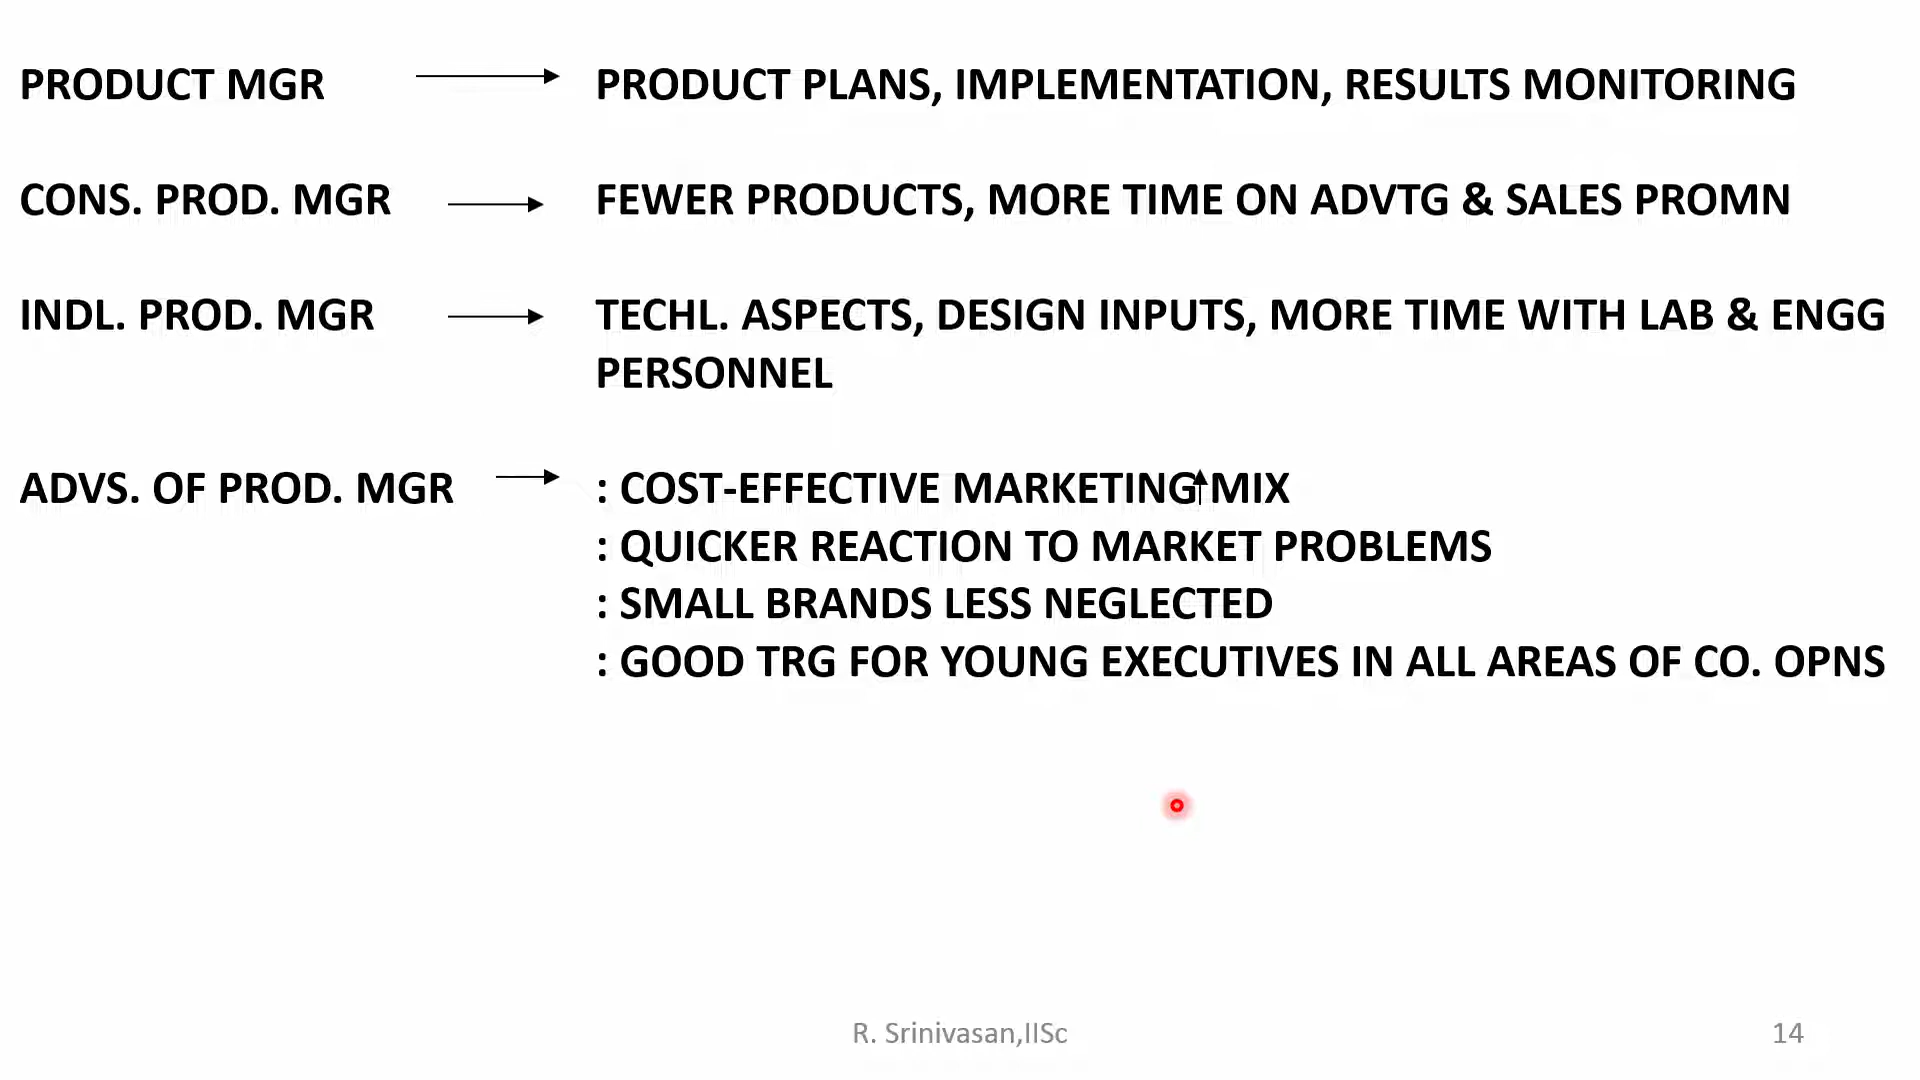 PRODUCT MGR PRODUCT PLANS, IMPLEMENTATION, RESULTS MONITORING
CONS. PROD. MGR FEWER PRODUCTS, MORE TIME ON ADVTG & SALES PROMN
INDL. PROD. MGR TECHL. ASPECTS, DESIGN INPUTS, MORE TIME WITH LAB & ENGG
PERSONNEL
ADVS. OF PROD. MGR : COST-EFFECTIVE MARKETING MIX
: QUICKER REACTION TO MARKET PROBLEMS
: SMALL BRANDS LESS NEGLECTED
: GOOD TRG FOR YOUNG EXECUTIVES IN ALL AREAS OF CO. OPNS
R. Srinivasan,IISc 14